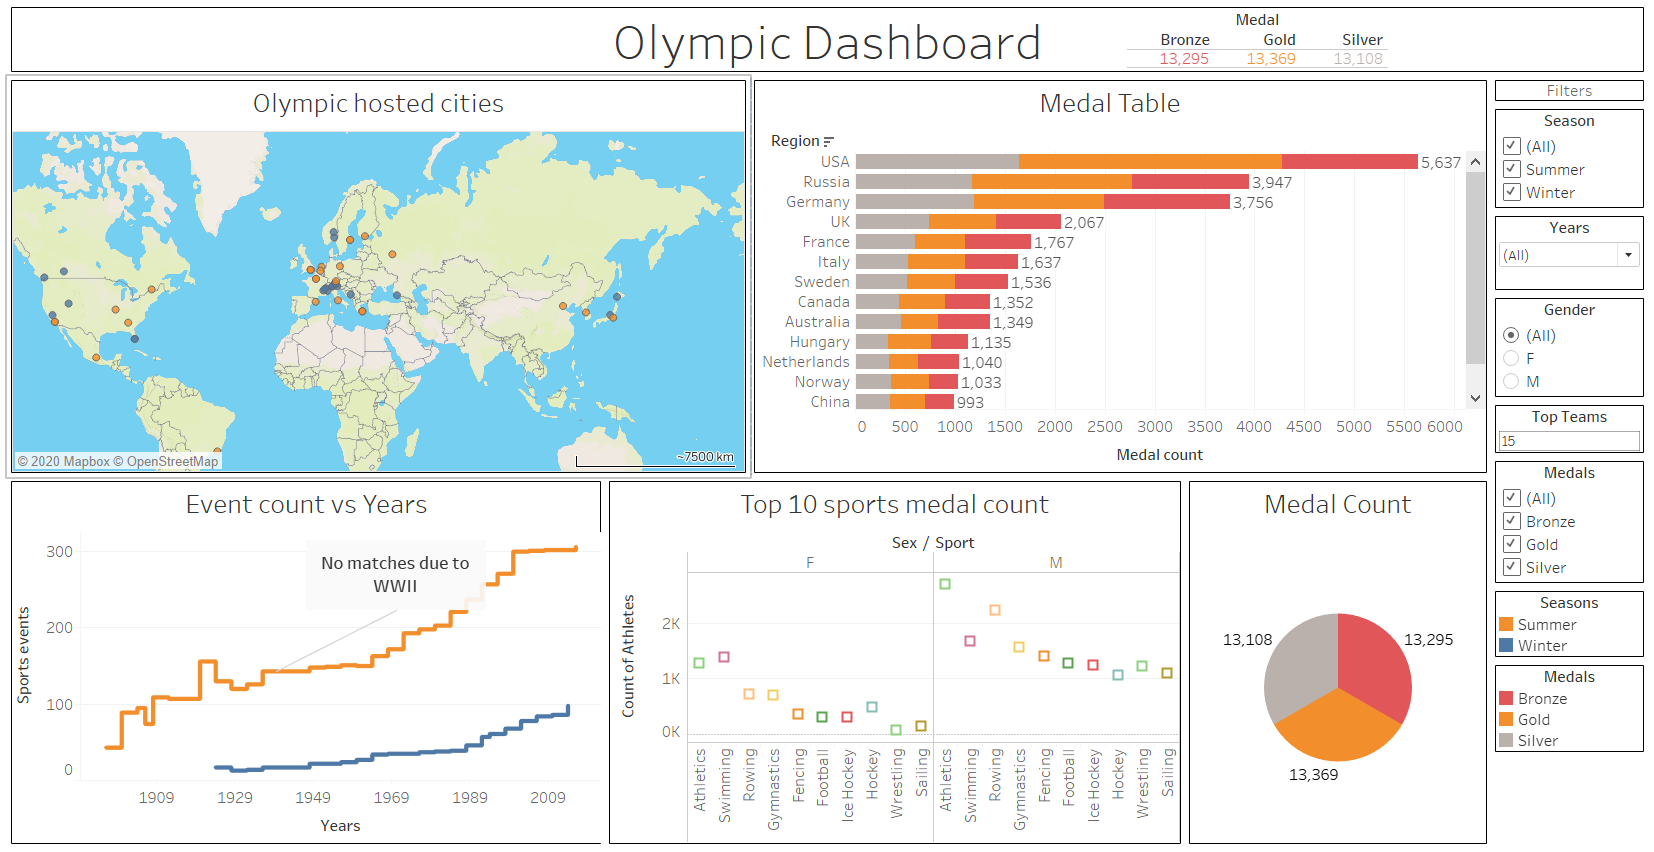 Olympic Dashboard
Medal
Bronze Gold Silver
13,295 13,369 13,108
Olympic hosted cities
© 2020 Mapbox © OpenStreetMap
~7500 km
Medal Table
Region
USA 5,637
Russia 3,947
Germany 3,756
UK 2,067
France 1,767
Italy 1,637
Sweden 1,536
Canada 1,352
Australia 1,349
Hungary 1,135
Netherlands 1,040
Norway 1,033
China 993
0 500 1000 1500 2000 2500 3000 3500 4000 4500 5000 5500 6000
Medal count
Filters
Season
(All)
Summer
Winter
Years
(All)
Gender
(All)
F
M
Top Teams
15
Medals
(All)
Bronze
Gold
Silver
Seasons
Summer
Winter
Medals
Bronze
Gold
Silver
Event count vs Years
No matches due to
WWII
Sports events
300
200
100
0
1909 1929 1949 1969 1989 2009
Years
Top 10 sports medal count
Sex / Sport
F M
Count of Athletes
2K
1K
0K
Athletics Swimming Rowing Gymnastics Fencing Football Ice Hockey Hockey Wrestling Sailing Athletics Swimming Rowing Gymnastics Fencing Football Ice Hockey Hockey Wrestling Sailing
Medal Count
13,108 13,295
13,369